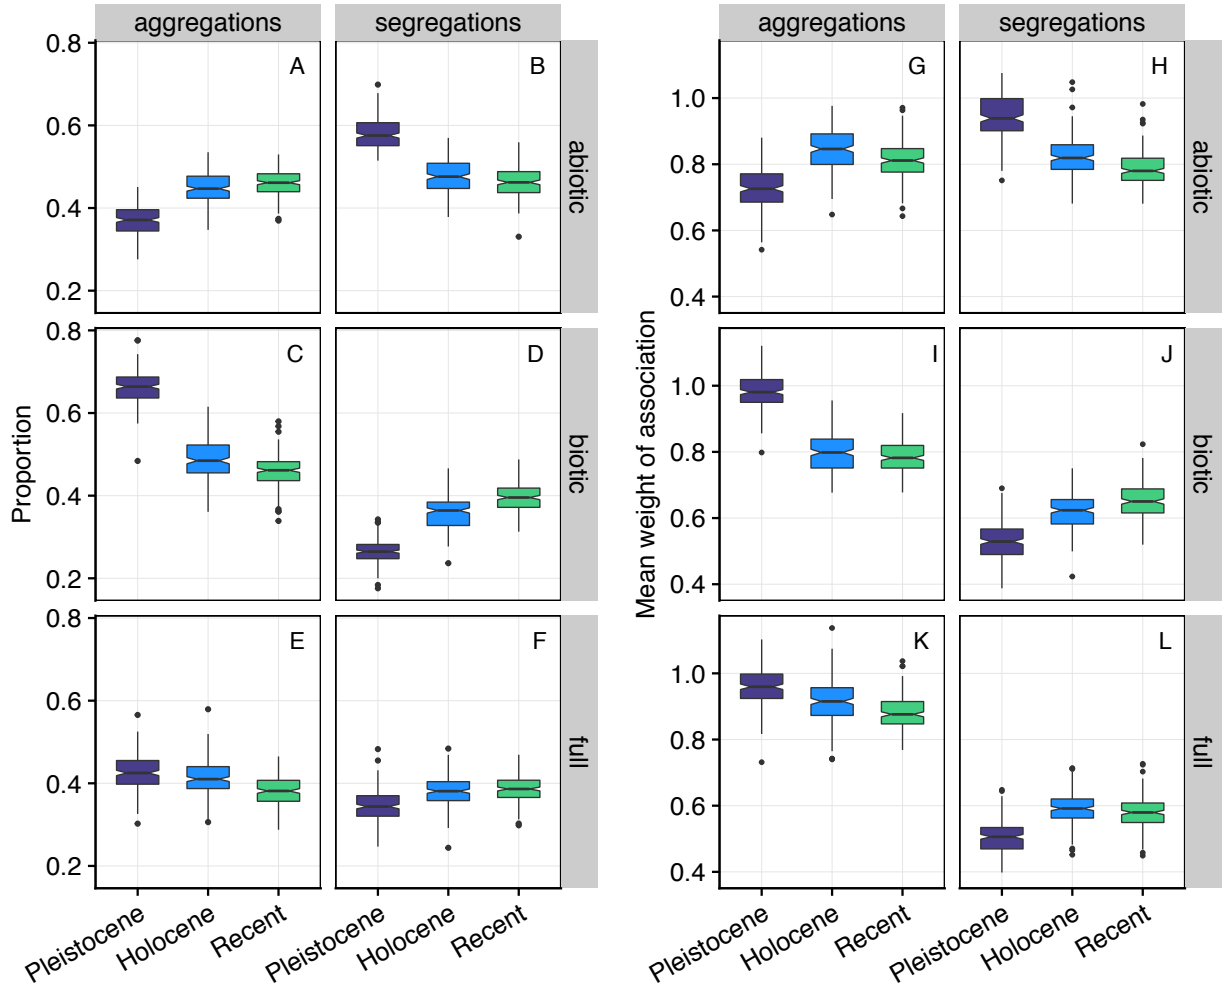 aggregations
segregations
aggregations
segregations
A
B
G
H
abiotic
abiotic
0.8
0.6
0.4
0.2
1.0
0.8
0.6
0.4
C
D
I
J
biotic
biotic
0.8
0.6
0.4
0.2
1.0
0.8
0.6
0.4
Proportion
Mean weight of association
E
F
K
L
full
full
0.8
0.6
0.4
0.2
1.0
0.8
0.6
0.4
Pleistocene
Holocene
Recent
Pleistocene
Holocene
Recent
Pleistocene
Holocene
Recent
Pleistocene
Holocene
Recent